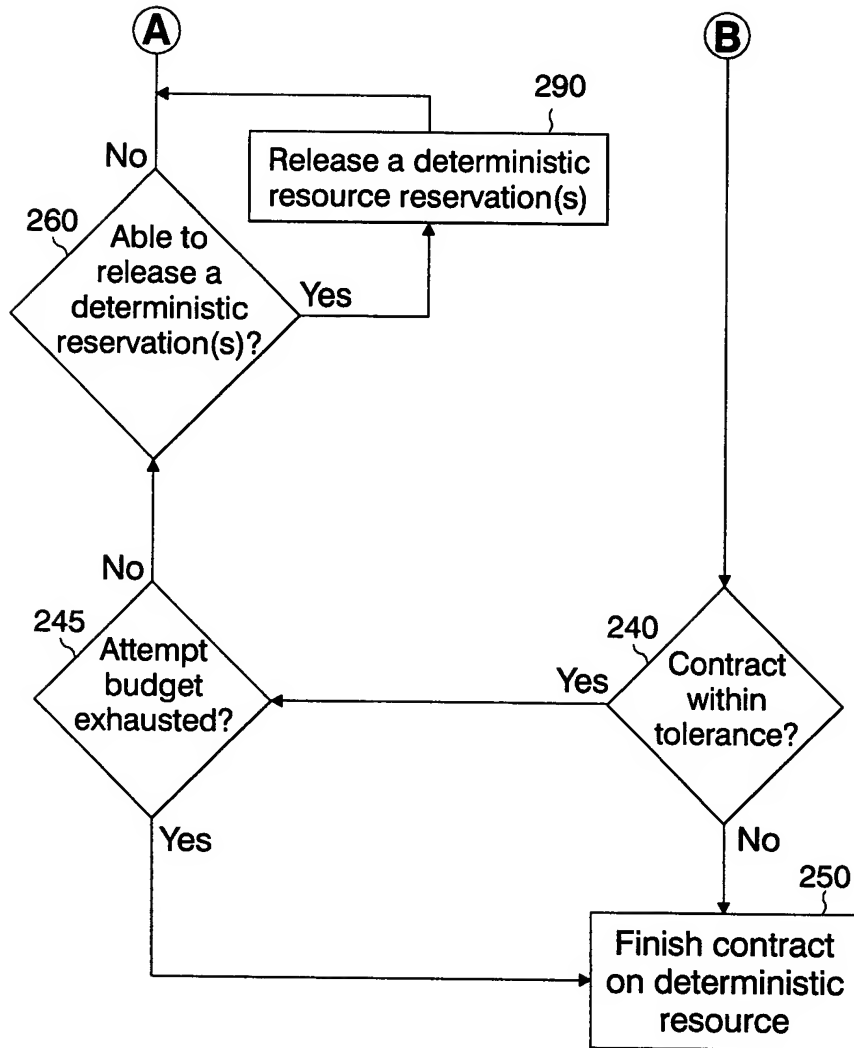 A
B
290
Release a deterministic
resource reservation(s)
No
260
Able to
release a
deterministic
reservation(s)?
Yes
No
245
Attempt
budget
exhausted?
Yes
240
Contract
within
tolerance?
Yes
No
250
Finish contract
on deterministic
resource